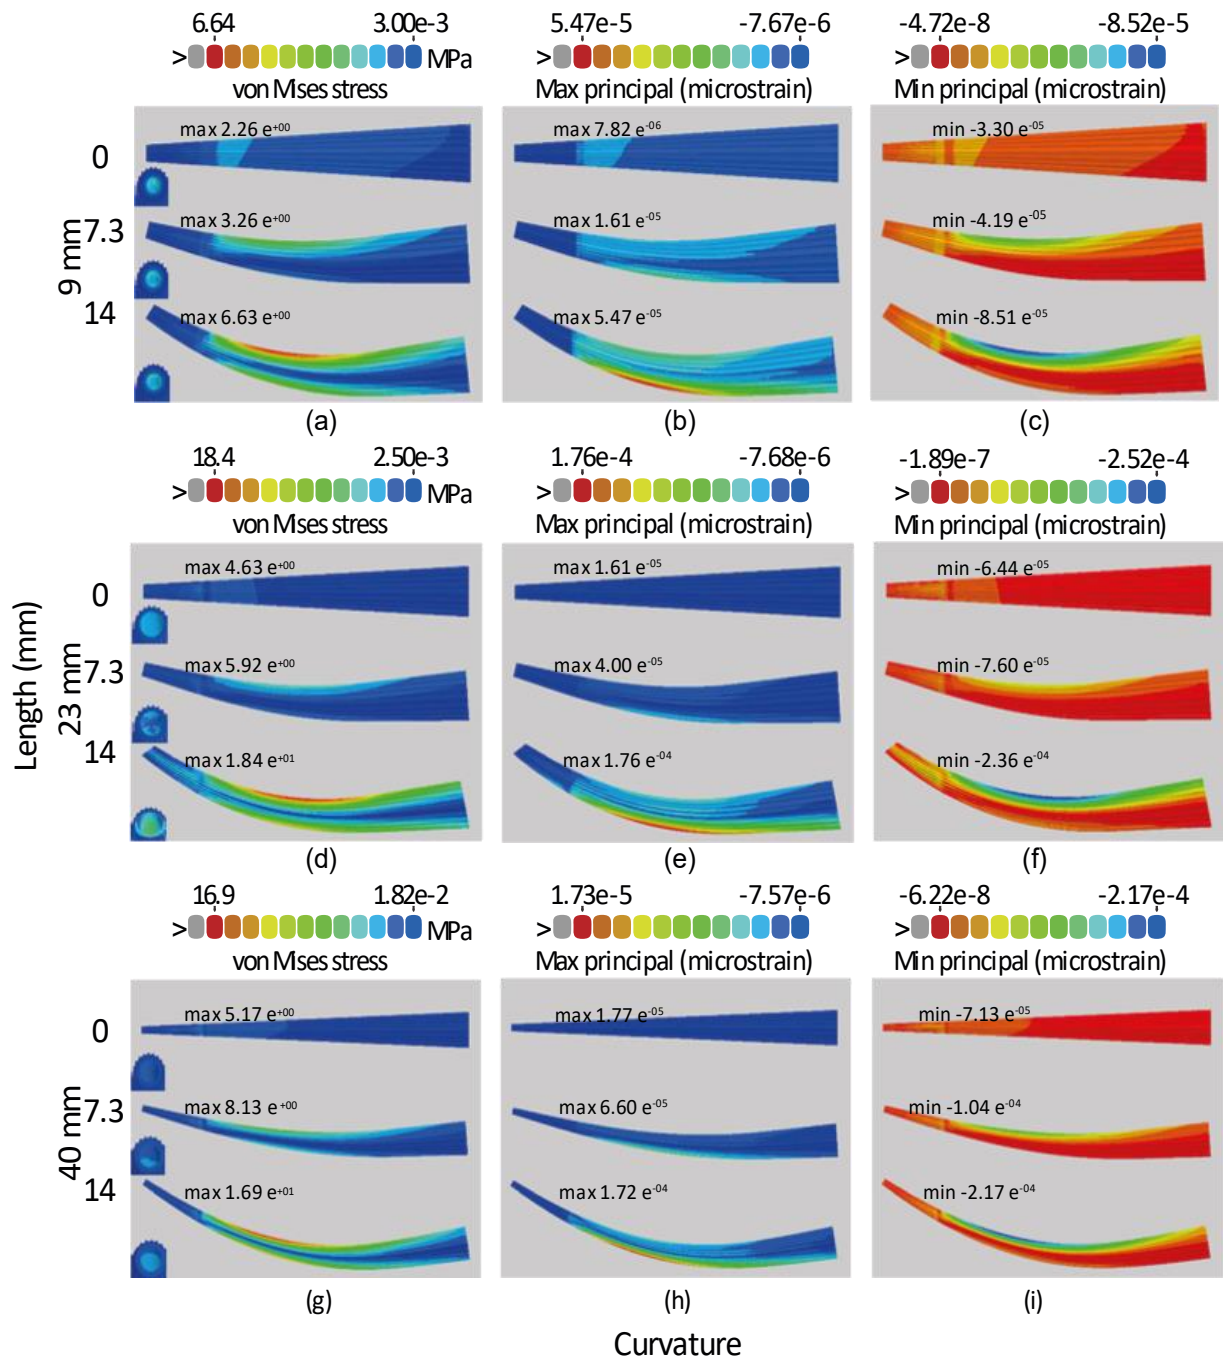 6.64 3.00e-3 5.47e-5 -7.67e-6 -4.72e-8 -8.52e-5
> MPa > >
von Mises stress Max principal (microstrain) Min principal (microstrain)
0 max 2.26 e+00 max 7.82 e-06 min -3.30 e-05
7.3 max 3.26 e+00 max 1.61 e-05 min -4.19 e-05
9 mm
14 max 6.63 e+00 max 5.47 e-05 min -8.51 e-05
(a) (b) (c)
18.4 2.50e-3 1.76e-4 -7.68e-6 -1.89e-7 -2.52e-4
> MPa > >
von Mises stress Max principal (microstrain) Min principal (microstrain)
0 max 4.63 e+00 max 1.61 e-05 min -6.44 e-05
7.3 max 5.92 e+00 max 4.00 e-05 min -7.60 e-05
Length (mm)
23 mm
14 max 1.84 e+01 max 1.76 e-04 min -2.36 e-04
(d) (e) (f)
16.9 1.82e-2 1.73e-5 -7.57e-6 -6.22e-8 -2.17e-4
> MPa > >
von Mises stress Max principal (microstrain) Min principal (microstrain)
0 max 5.17 e+00 max 1.77 e-05 min -7.13 e-05
7.3 max 8.13 e+00 max 6.60 e-05 min -1.04 e-04
40 mm
14 max 1.69 e+01 max 1.72 e-04 min -2.17 e-04
(g) (h) (i)
Curvature